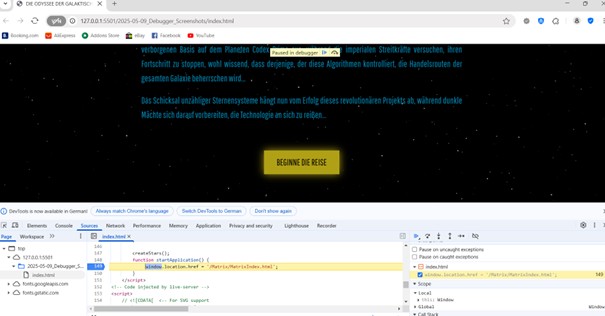 DIE ODYSEE DER GALAKTISCH
127.0.0.1:5501/2025-05-09_Debugger_Screenshots/index.html
Booking.com AliExpress Addons Store eBay Facebook YouTube
verborgenen Basis auf dem Planeten
imperialen Streitkräfte versuchen, ihren
Paused in debugger
Fortschritt zu stoppen, wohl wissend, dass derjenige, der diese Algorithmen kontrolliert, die Handelsrouten der
gesamten Galaxie beherrschen wird...
Das Schicksal unzähliger Sternensysteme hängt nun vom Erfolg dieses revolutionären Projekts ab, während dunkle
Mächte sich darauf vorbereiten, die Technologie an sich zu reißen...
BEGINNE DIE REISE
DevTools is now available in German! Always match Chrome's language Switch DevTools to German Don't show again
Elements Console Sources Network Performance Memory Application Privacy and security Lighthouse Recorder
Page Workspace index.html
top
127.0.0.1:5501
2025-05-09_Debugger_S...
index.html
fonts.googleapis.com
fonts.gstatic.com
146
147 createStars();
148 function startApplication() {
149 window.location.href = '/Matrix/MatrixIndex.html';
150 }
151 </script>
152 <!-- Code injected by live-server -->
153 <script>
154 // <![CDATA[ <-- For SVG support
Pause on uncaught exceptions
Pause on caught exceptions
index.html
window.location.href = '/Matrix/MatrixIndex.html'; 149
Scope
Local
this: Window
Global Window
Call Stack